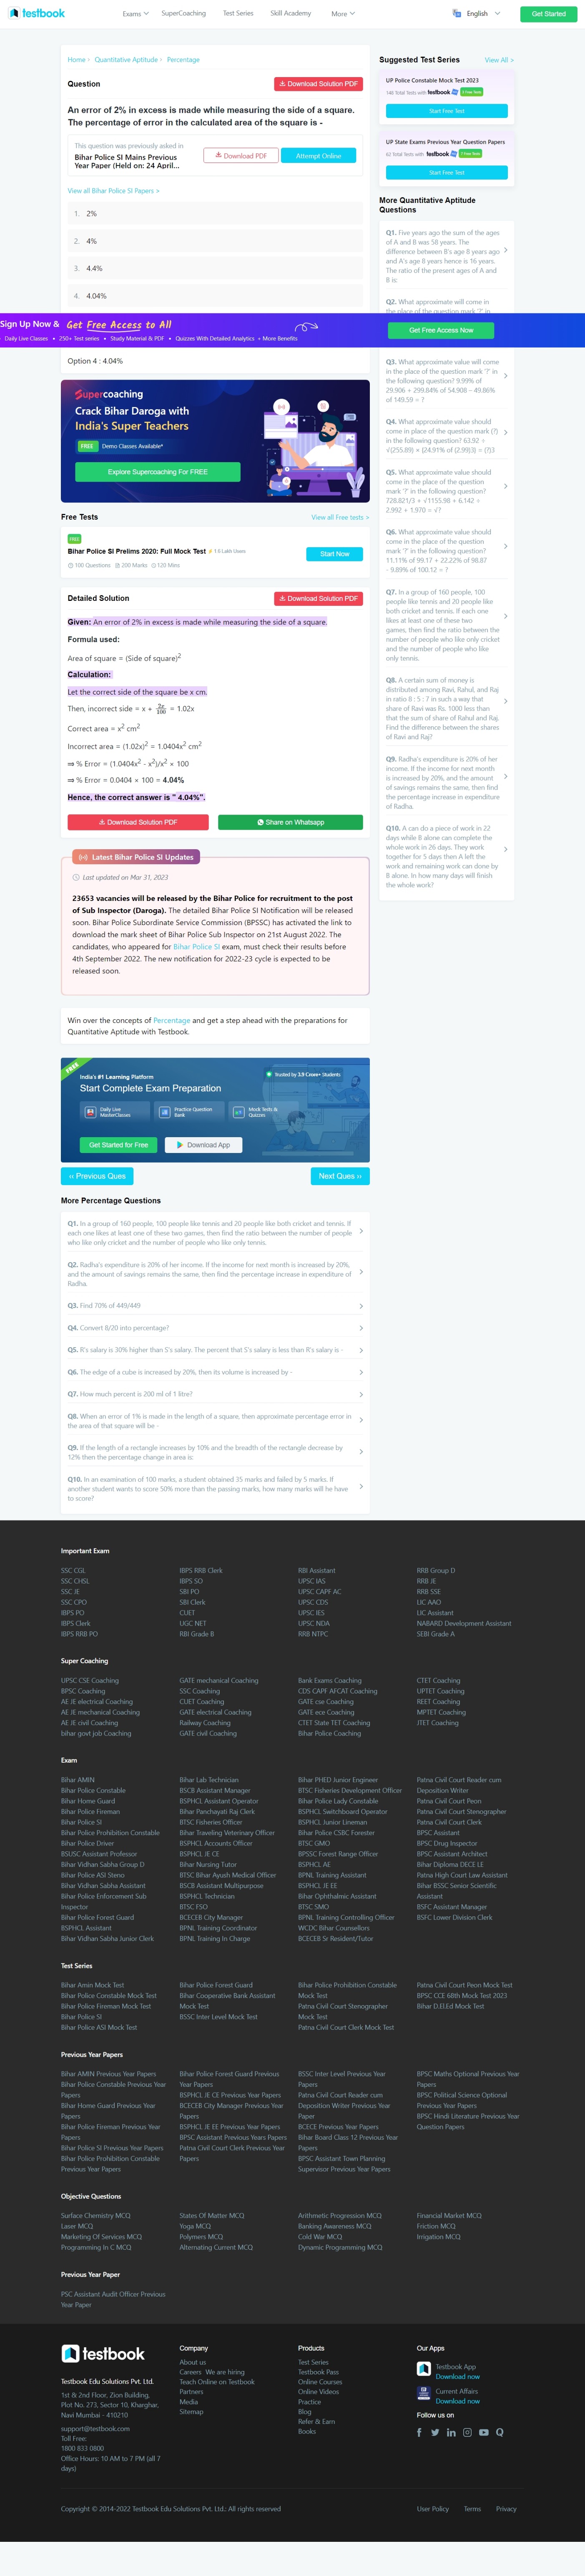 testbook
Exams
SuperCoaching
Test Series
Skill Academy
More
English
Get Started
Home › Quantitative Aptitude › Percentage
Question
Download Solution PDF
An error of 2% in excess is made while measuring the side of a square.
The percentage of error in the calculated area of the square is -
This question was previously asked in
Bihar Police SI Mains Previous
Year Paper (Held on: 24 April...
Download PDF
Attempt Online
View all Bihar Police SI Papers >
1. 2%
2. 4%
3. 4.4%
4. 4.04%
Sign Up Now & Get Free Access to All
Daily Live Classes • 250+ Test series • Study Material & PDF • Quizzes With Detailed Analytics + More Benefits
Get Free Access Now
Option 4 : 4.04%
Supercoaching
Crack Bihar Daroga with
India's Super Teachers
FREE Demo Classes Available*
Explore Supercoaching For FREE
Free Tests
View all Free tests >
FREE
Bihar Police SI Prelims 2020: Full Mock Test
1.6 Lakh Users
100 Questions
200 Marks
120 Mins
Start Now
Detailed Solution
Download Solution PDF
Given: An error of 2% in excess is made while measuring the side of a square.
Formula used:
Area of square = (Side of square)²
Calculation:
Let the correct side of the square be x cm.
Then, incorrect side = x + 2x/100 = 1.02x
Correct area = x² cm²
Incorrect area = (1.02x)² = 1.0404x² cm²
⇒ % Error = (1.0404x² - x²)/x² × 100
⇒ % Error = 0.0404 × 100 = 4.04%
Hence, the correct answer is " 4.04%".
Download Solution PDF
Share on Whatsapp
Latest Bihar Police SI Updates
Last updated on Mar 31, 2023
23653 vacancies will be released by the Bihar Police for recruitment to the post
of Sub Inspector (Daroga). The detailed Bihar Police SI Notification will be released
soon. Bihar Police Subordinate Service Commission (BPSSC) has activated the link to
download the mark sheet of Bihar Police Sub Inspector on 21st August 2022. The
candidates, who appeared for Bihar Police SI exam, must check their results before
4th September 2022. The new notification for 2022-23 cycle is expected to be
released soon.
Win over the concepts of Percentage and get a step ahead with the preparations for
Quantitative Aptitude with Testbook.
FREE
India's #1 Learning Platform
Start Complete Exam Preparation
Trusted by 3.9 Crore+ Students
Daily Live
MasterClasses
Practice Question
Bank
Mock Tests &
Quizzes
Get Started for Free
Download App
‹‹ Previous Ques
Next Ques ››
More Percentage Questions
Q1. In a group of 160 people, 100 people like tennis and 20 people like both cricket and tennis. If
each one likes at least one of these two games, then find the ratio between the number of people
who like only cricket and the number of people who like only tennis.
Q2. Radha's expenditure is 20% of her income. If the income for next month is increased by 20%,
and the amount of savings remains the same, then find the percentage increase in expenditure of
Radha.
Q3. Find 70% of 449/449
Q4. Convert 8/20 into percentage?
Q5. R's salary is 30% higher than S's salary. The percent that S's salary is less than R's salary is -
Q6. The edge of a cube is increased by 20%, then its volume is increased by -
Q7. How much percent is 200 ml of 1 litre?
Q8. When an error of 1% is made in the length of a square, then approximate percentage error in
the area of that square will be -
Q9. If the length of a rectangle increases by 10% and the breadth of the rectangle decrease by
12% then the percentage change in area is:
Q10. In an examination of 100 marks, a student obtained 35 marks and failed by 5 marks. If
another student wants to score 50% more than the passing marks, how many marks will he have
to score?
Suggested Test Series
View All >
UP Police Constable Mock Test 2023
146 Total Tests with testbook
2 Free Tests
Start Free Test
UP State Exams Previous Year Question Papers
62 Total Tests with testbook
Start Free Test
More Quantitative Aptitude
Questions
Q1. Five years ago the sum of the ages
of A and B was 58 years. The
difference between B's age 8 years ago
and A's age 8 years hence is 16 years.
The ratio of the present ages of A and
B is:
Q2. What approximate will come in
the place of the question mark '?' in
Q3. What approximate value will come
in the place of the question mark '?' in
the following question? 9.99% of
29.906 + 299.84% of 54.908 – 49.86%
of 149.59 = ?
Q4. What approximate value should
come in place of the question mark (?)
in the following question? 63.92 ÷
√(255.89) × [24.91% of (2.99)3] ÷ (?)3
Q5. What approximate value should
come in the place of the question
mark '?' in the following question?
728.821/3 + √1155.98 + 6.142 ÷
2.992 + 1.970 = √?
Q6. What approximate value should
come in the place of the question
mark '?' in the following question?
11.11% of 99.17 + 22.22% of 98.87
- 9.89% of 100.12 = ?
Q7. In a group of 160 people, 100
people like tennis and 20 people like
both cricket and tennis. If each one
likes at least one of these two
games, then find the ratio between the
number of people who like only cricket
and the number of people who like
only tennis.
Q8. A certain sum of money is
distributed among Ravi, Rahul, and Raj
in ratio 8 : 5 : 7 in such a way that
share of Ravi was Rs. 1000 less than
that the sum of share of Rahul and Raj.
Find the difference between the shares
of Ravi and Raj?
Q9. Radha's expenditure is 20% of her
income. If the income for next month
is increased by 20%, and the amount
of savings remains the same, then find
the percentage increase in expenditure
of Radha.
Q10. A can do a piece of work in 22
days while B alone can complete the
whole work in 26 days. They work
together for 5 days then A left the
work and remaining work can done by
B alone. In how many days will finish
the whole work?
Important Exam
SSC CGL
SSC CHSL
SSC JE
SSC CPO
IBPS PO
IBPS Clerk
IBPS RRB PO
IBPS RRB Clerk
IBPS SO
SBI PO
SBI Clerk
CUET
UGC NET
RBI Grade B
RBI Assistant
UPSC IAS
UPSC CAPF AC
UPSC CDS
UPSC IES
UPSC NDA
RRB NTPC
RRB Group D
RRB JE
RRB SSE
LIC AAO
LIC Assistant
NABARD Development Assistant
SEBI Grade A
Super Coaching
UPSC CSE Coaching
BPSC Coaching
AE JE electrical Coaching
AE JE mechanical Coaching
AE JE civil Coaching
bihar govt job Coaching
GATE mechanical Coaching
SSC Coaching
CUET Coaching
GATE electrical Coaching
Railway Coaching
GATE civil Coaching
Bank Exams Coaching
CDS CAPF AFCAT Coaching
GATE cse Coaching
GATE ece Coaching
CTET State TET Coaching
Bihar Police Coaching
CTET Coaching
UPTET Coaching
REET Coaching
MPTET Coaching
JTET Coaching
Exam
Bihar AMIN
Bihar Police Constable
Bihar Home Guard
Bihar Police Fireman
Bihar Police SI
Bihar Police Prohibition Constable
Bihar Police Driver
BSUSC Assistant Professor
Bihar Vidhan Sabha Group D
Bihar Police ASI Steno
Bihar Vidhan Sabha Assistant
Bihar Police Enforcement Sub
Inspector
Bihar Police Forest Guard
BSPHCL Assistant
Bihar Vidhan Sabha Junior Clerk
Bihar Lab Technician
BSCB Assistant Manager
BSPHCL Assistant Operator
Bihar Panchayati Raj Clerk
BTSC Fisheries Officer
Bihar Traveling Veterinary Officer
BSPHCL Accounts Officer
BSPHCL JE CE
Bihar Nursing Tutor
BTSC Bihar Ayush Medical Officer
BSCB Assistant Multipurpose
BSPHCL Technician
BTSC FSO
BCECEB City Manager
BPNL Training Coordinator
BPNL Training In Charge
Bihar PHED Junior Engineer
BTSC Fisheries Development Officer
Bihar Police Lady Constable
BSPHCL Switchboard Operator
BSPHCL Junior Lineman
Bihar Police CSBC Forester
BTSC GMO
BPSSC Forest Range Officer
BSPHCL AE
BPNL Training Assistant
BSPHCL JE EE
Bihar Ophthalmic Assistant
BTSC SMO
BPNL Training Controlling Officer
WCDC Bihar Counsellors
BCECEB Sr Resident/Tutor
Patna Civil Court Reader cum
Deposition Writer
Patna Civil Court Peon
Patna Civil Court Stenographer
Patna Civil Court Clerk
BPSC Assistant
BPSC Drug Inspector
BPSC Assistant Architect
Bihar Diploma DECE LE
Patna High Court Law Assistant
Bihar BSSC Senior Scientific
Assistant
BSFC Assistant Manager
BSFC Lower Division Clerk
Test Series
Bihar Amin Mock Test
Bihar Police Constable Mock Test
Bihar Police Fireman Mock Test
Bihar Police SI
Bihar Police ASI Mock Test
Bihar Police Forest Guard
Bihar Cooperative Bank Assistant
Mock Test
BSSC Inter Level Mock Test
Bihar Police Prohibition Constable
Mock Test
Patna Civil Court Stenographer
Mock Test
Patna Civil Court Clerk Mock Test
Patna Civil Court Peon Mock Test
BPSC CCE 68th Mock Test 2023
Bihar D.El.Ed Mock Test
Previous Year Papers
Bihar AMIN Previous Year Papers
Bihar Police Constable Previous Year
Papers
Bihar Home Guard Previous Year
Papers
Bihar Police Fireman Previous Year
Papers
Bihar Police SI Previous Year Papers
Bihar Police Prohibition Constable
Previous Year Papers
Bihar Police Forest Guard Previous
Year Papers
BSPHCL JE CE Previous Year Papers
BCECEB City Manager Previous Year
Papers
BSPHCL JE EE Previous Year Papers
BPSC Assistant Previous Years Papers
Patna Civil Court Clerk Previous Year
Papers
BSSC Inter Level Previous Year
Papers
Patna Civil Court Reader cum
Deposition Writer Previous Year
Paper
BCECE Previous Year Papers
Bihar Board Class 12 Previous Year
Papers
BPSC Assistant Town Planning
Supervisor Previous Year Papers
BPSC Maths Optional Previous Year
Papers
BPSC Political Science Optional
Previous Year Papers
BPSC Hindi Literature Previous Year
Question Papers
Objective Questions
Surface Chemistry MCQ
Laser MCQ
Marketing Of Services MCQ
Programming In C MCQ
States Of Matter MCQ
Yoga MCQ
Polymers MCQ
Alternating Current MCQ
Arithmetic Progression MCQ
Banking Awareness MCQ
Cold War MCQ
Dynamic Programming MCQ
Financial Market MCQ
Friction MCQ
Irrigation MCQ
Previous Year Paper
PSC Assistant Audit Officer Previous
Year Paper
testbook
Testbook Edu Solutions Pvt. Ltd.
1st & 2nd Floor, Zion Building,
Plot No. 273, Sector 10, Kharghar,
Navi Mumbai - 410210
support@testbook.com
Toll Free:
1800 833 0800
Office Hours: 10 AM to 7 PM (all 7
days)
Company
About us
Careers We are hiring
Teach Online on Testbook
Partners
Media
Sitemap
Products
Test Series
Testbook Pass
Online Courses
Online Videos
Practice
Blog
Refer & Earn
Books
Our Apps
Testbook App
Download now
Current Affairs
Download now
Follow us on
Copyright © 2014-2022 Testbook Edu Solutions Pvt. Ltd.: All rights reserved
User Policy
Terms
Privacy